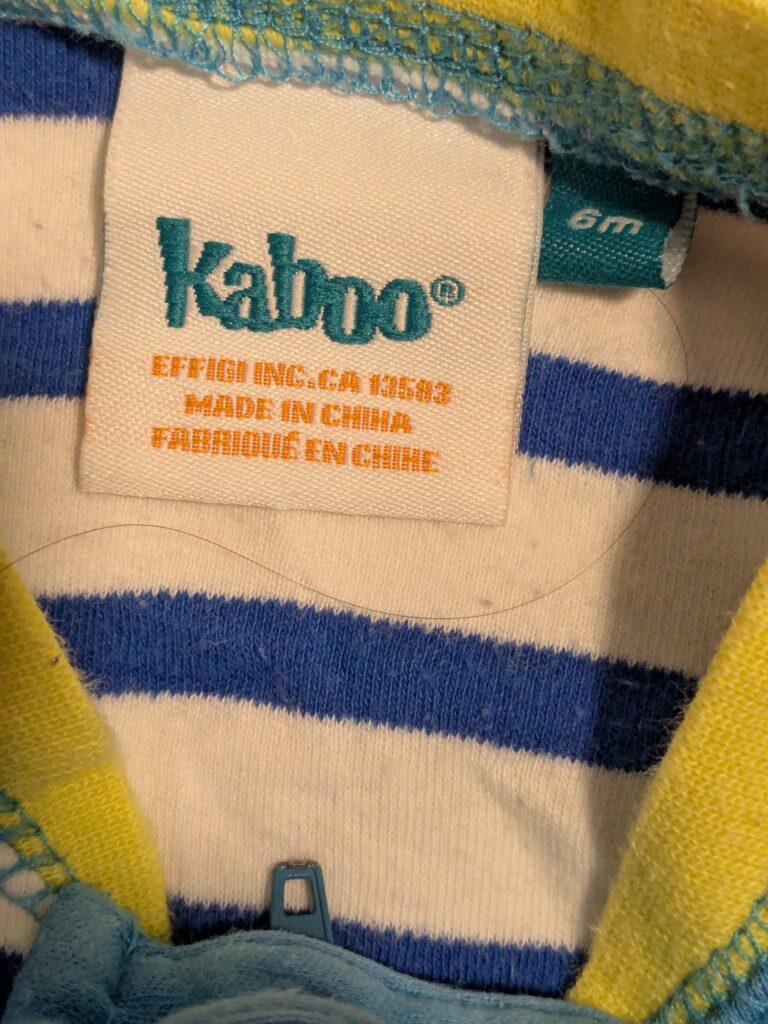 Kaboo®
EFFIGI INC.CA 13583
MADE IN CHINA
FABRIQUÉ EN CHINE
6m